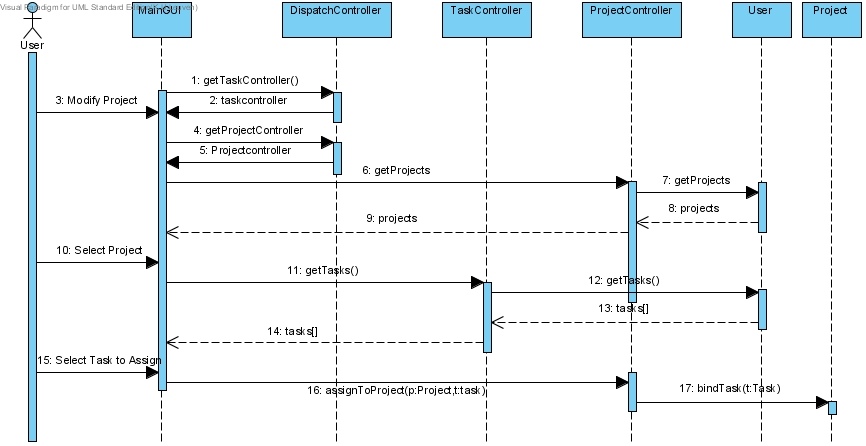 Visual Paradigm for UML Standard
MainGUI
DispatchController
TaskController
ProjectController
User
Project
User
1: getTaskController()
3: Modify Project
2: taskcontroller
4: getProjectController
5: Projectcontroller
6: getProjects
7: getProjects
8: projects
9: projects
10: Select Project
11: getTasks()
12: getTasks()
13: tasks[]
14: tasks[]
15: Select Task to Assign
16: assignToProject(p:Project,t:task)
17: bindTask(t:Task)